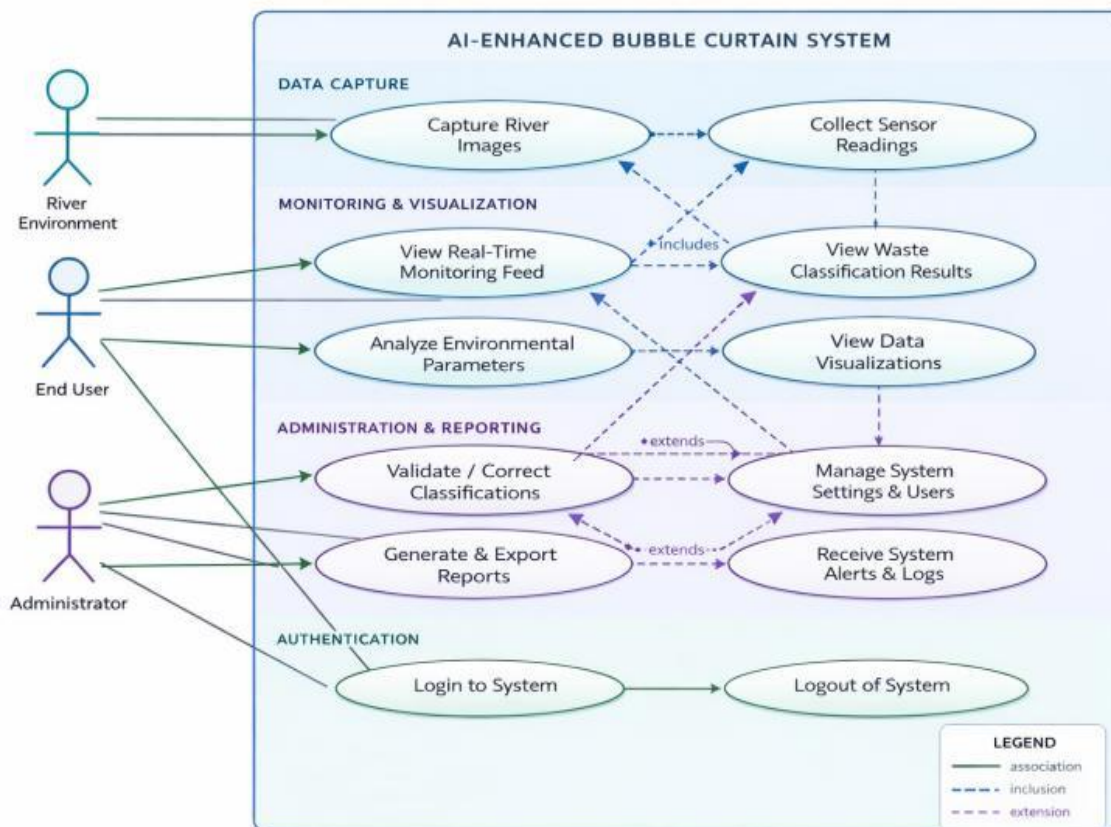 AI-ENHANCED BUBBLE CURTAIN SYSTEM
DATA CAPTURE
Capture River
Images
Collect Sensor
Readings
River
Environment
MONITORING & VISUALIZATION
View Real-Time
Monitoring Feed
includes
View Waste
Classification Results
End User
Analyze Environmental
Parameters
View Data
Visualizations
ADMINISTRATION & REPORTING
Validate / Correct
Classifications
extends
Manage System
Settings & Users
Administrator
Generate & Export
Reports
extends
Receive System
Alerts & Logs
AUTHENTICATION
Login to System
Logout of System
LEGEND
association
inclusion
extension